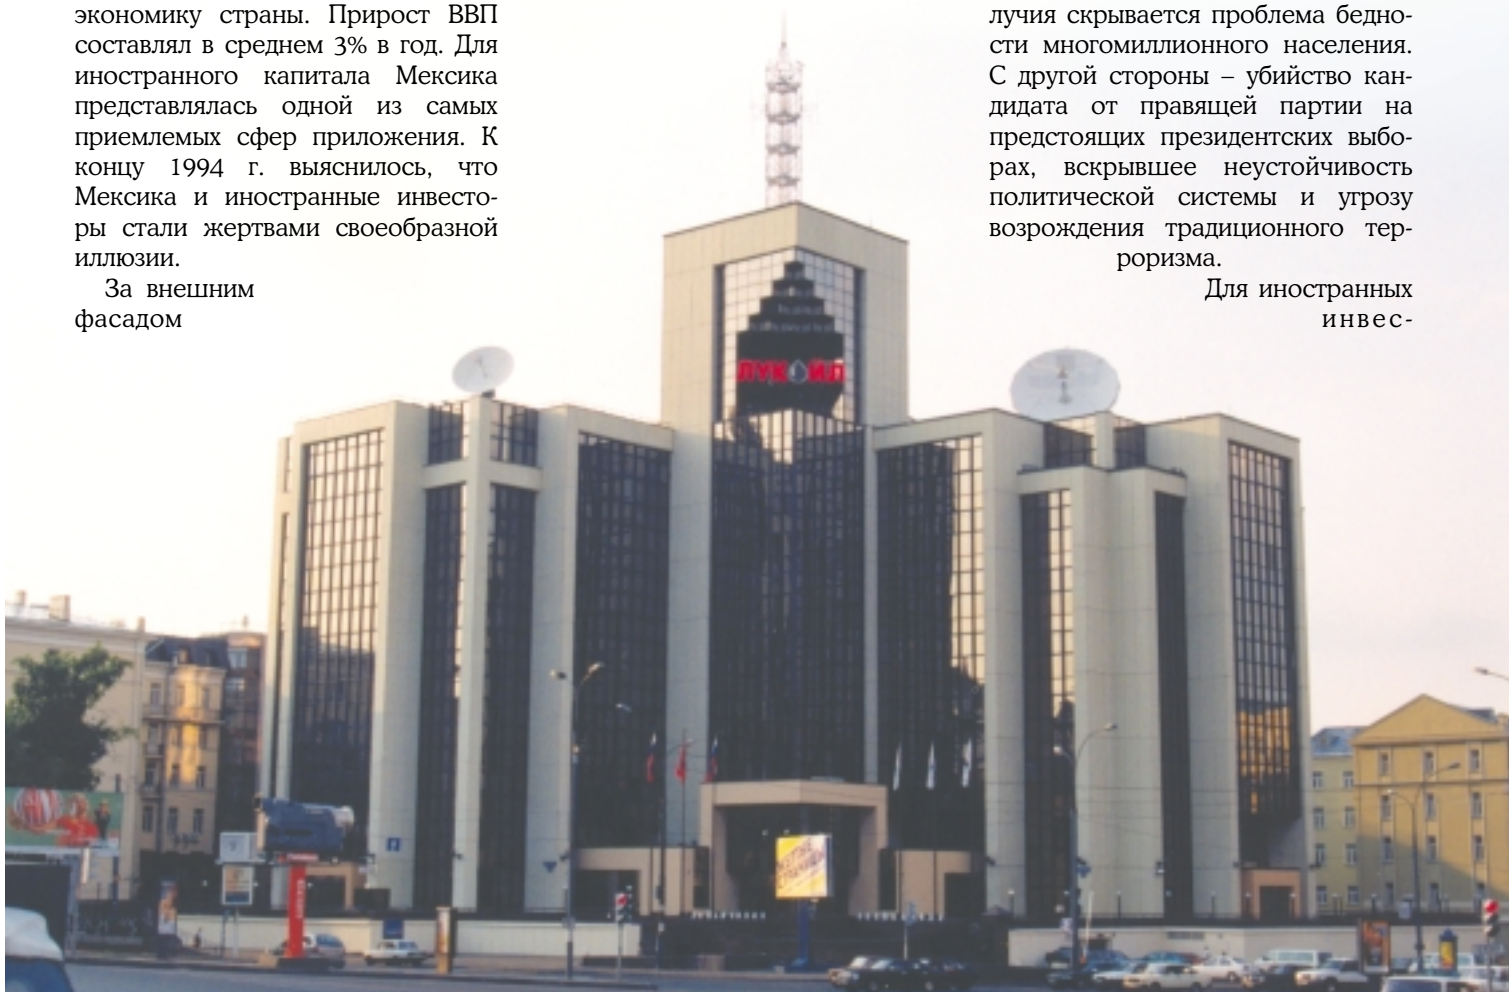 экономику страны. Прирост ВВП
составлял в среднем 3% в год. Для
иностранного капитала Мексика
представлялась одной из самых
приемлемых сфер приложения. К
концу 1994 г. выяснилось, что
Мексика и иностранные инвесто-
ры стали жертвами своеобразной
иллюзии.
За внешним
фасадом
лучия скрывается проблема бедно-
сти многомиллионного населения.
С другой стороны – убийство кан-
дидата от правящей партии на
предстоящих президентских выбо-
рах, вскрывшее неустойчивость
политической системы и угрозу
возрождения традиционного тер-
роризма.
Для иностранных
инвес-
ЛУКОЙЛ